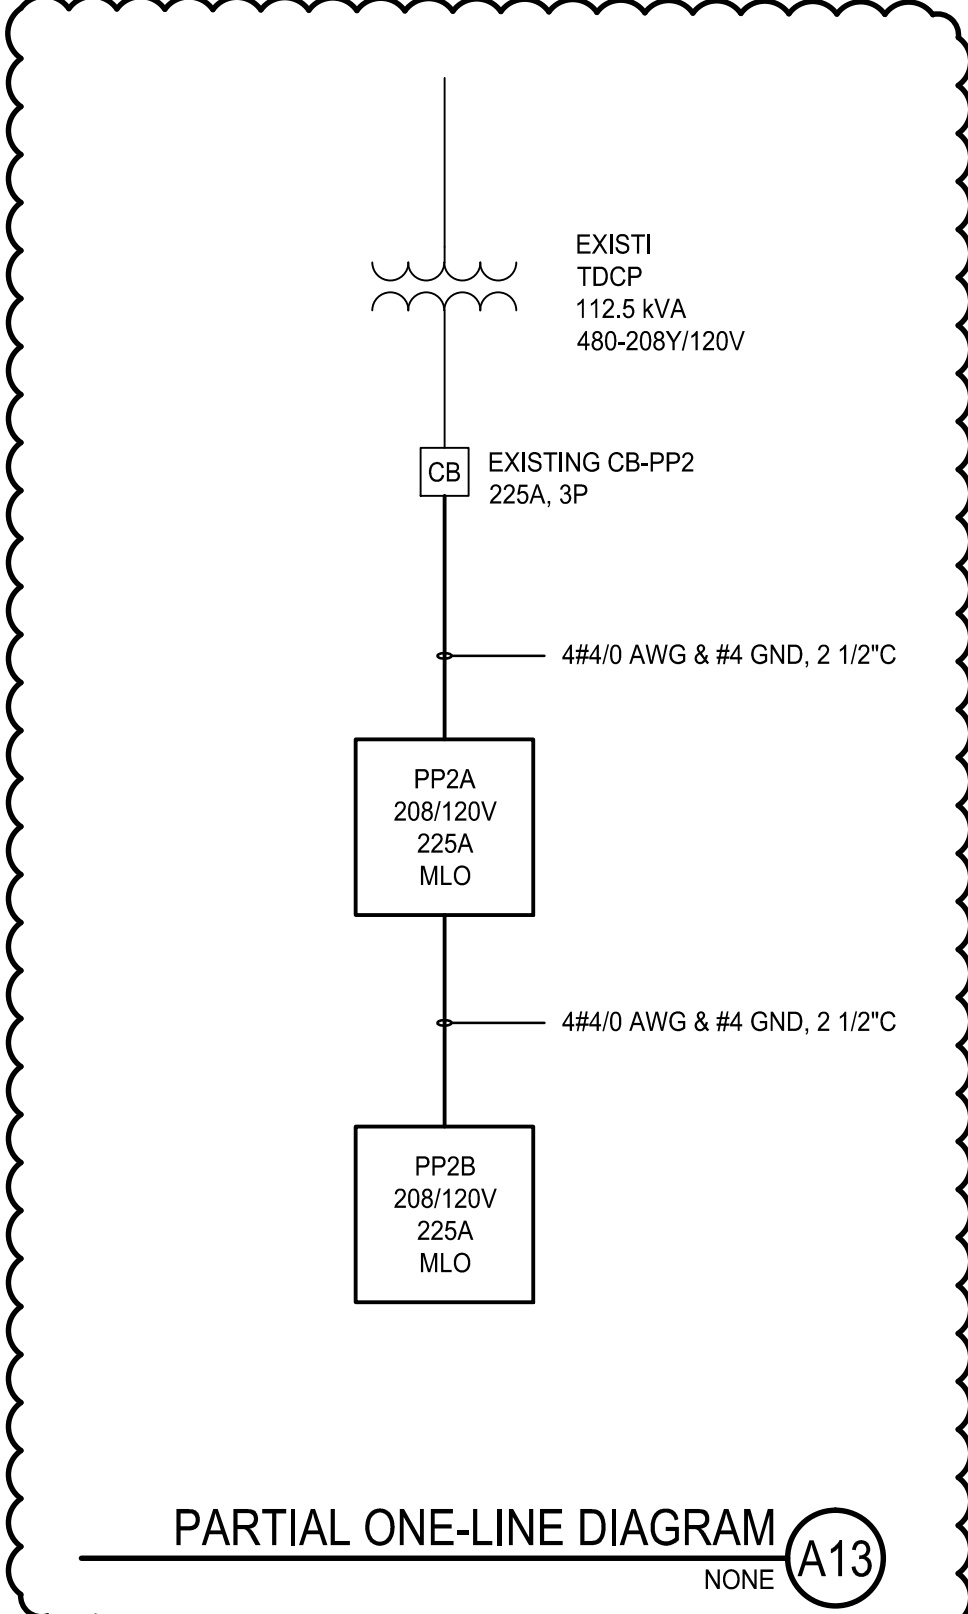 EXISTI
TDCP
112.5 kVA
480-208Y/120V
CB
EXISTING CB-PP2
225A, 3P
4#4/0 AWG & #4 GND, 2 1/2"C
PP2A
208/120V
225A
MLO
4#4/0 AWG & #4 GND, 2 1/2"C
PP2B
208/120V
225A
MLO
PARTIAL ONE-LINE DIAGRAM
NONE
A13